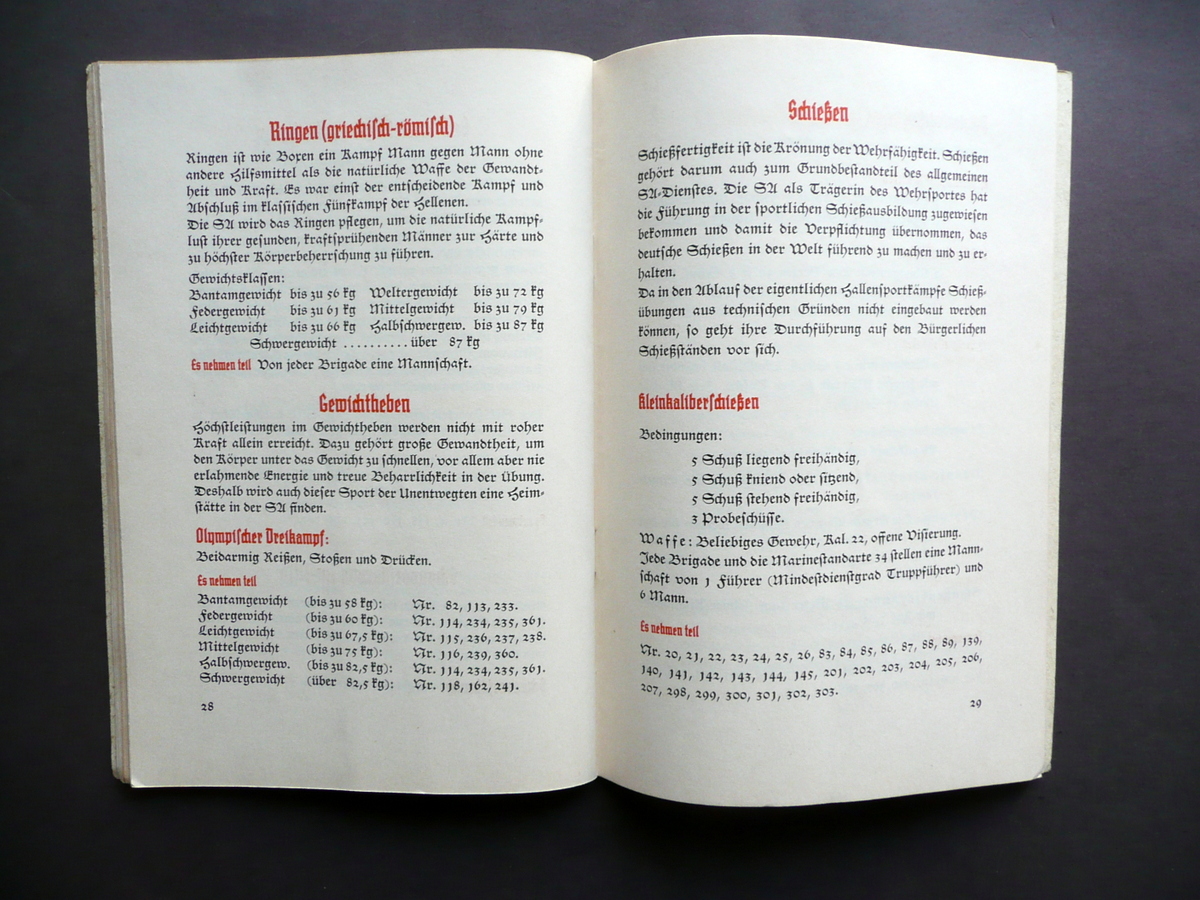 Ringen (griechisch-römisch)
Ringen ist wie Boxen ein Kampf Mann gegen Mann ohne
andere Hilfsmittel als die natürliche Waffe der Gewandt-
heit und Kraft. Es war einst der entscheidende Kampf und
Abschluß im klassischen Fünfkampf der Hellenen.
Die SA wird das Ringen pflegen, um die natürliche Kampf-
lust ihrer gesunden, kraftsprühenden Männer zur Härte und
zu höchster Körperbeherrschung zu führen.
Gewichtsklassen:
Bantamgewicht bis zu 56 kg Weltergewicht bis zu 72 kg
Federgewicht bis zu 61 kg Mittelgewicht bis zu 79 kg
Leichtgewicht bis zu 66 kg Halbschwergew. bis zu 87 kg
Schwergewicht .......... über 87 kg
Es nehmen teil Von jeder Brigade eine Mannschaft.
Gewichtheben
Höchstleistungen im Gewichtheben werden nicht mit roher
Kraft allein erreicht. Dazu gehört große Gewandtheit, um
den Körper unter das Gewicht zu schnellen, vor allem aber nie
erlahmende Energie und treue Beharrlichkeit in der Übung.
Deshalb wird auch dieser Sport der Unentwegten eine Heim-
stätte in der SA finden.
Olympischer Dreikampf:
Beidarmig Reißen, Stoßen und Drücken.
Es nehmen teil
Bantamgewicht (bis zu 58 kg): Nr. 82, 113, 233.
Federgewicht (bis zu 60 kg): Nr. 114, 234, 235, 361.
Leichtgewicht (bis zu 67,5 kg): Nr. 115, 236, 237, 238.
Mittelgewicht (bis zu 75 kg): Nr. 116, 239, 360.
Halbschwergew. (bis zu 82,5 kg): Nr. 114, 234, 235, 361.
Schwergewicht (über 82,5 kg): Nr. 118, 162, 241.
28
Schießen
Schießfertigkeit ist die Krönung der Wehrfähigkeit. Schießen
gehört darum auch zum Grundbestandteil des allgemeinen
SA-Dienstes. Die SA als Trägerin des Wehrsportes hat
die Führung in der sportlichen Schießausbildung zugewiesen
bekommen und damit die Verpflichtung übernommen, das
deutsche Schießen in der Welt führend zu machen und zu er-
halten.
Da in den Ablauf der eigentlichen Hallensportkämpfe Schieß-
übungen aus technischen Gründen nicht eingebaut werden
können, so geht ihre Durchführung auf den Bürgerlichen
Schießständen vor sich.
Kleinkaliberschießen
Bedingungen:
5 Schuß liegend freihändig,
5 Schuß kniend oder sitzend,
5 Schuß stehend freihändig,
3 Probeschüsse.
Waffe: Beliebiges Gewehr, Kal. 22, offene Visierung.
Jede Brigade und die Marinestandarte 34 stellen eine Mann-
schaft von 1 Führer (Mindestdienstgrad Truppführer) und
6 Mann.
Es nehmen teil
Nr. 20, 21, 22, 23, 24, 25, 26, 83, 84, 85, 86, 87, 88, 89, 139,
140, 141, 142, 143, 144, 145, 201, 202, 203, 204, 205, 206,
207, 298, 299, 300, 301, 302, 303.
29